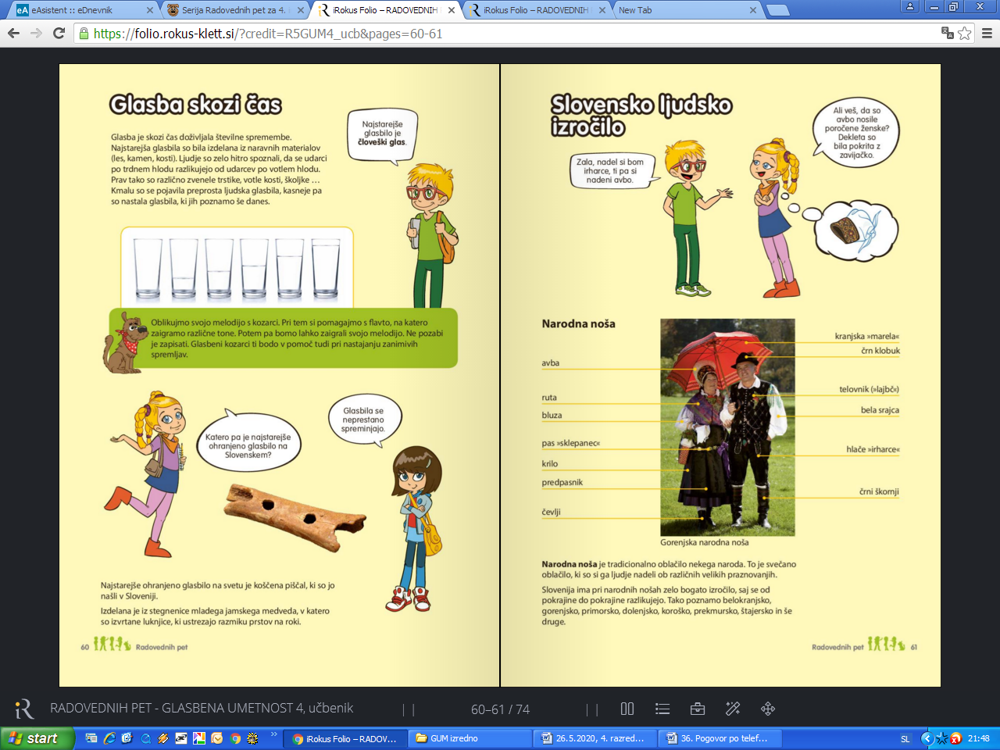 eAsistent :: eDnevnik
Serija Radovednih pet za 4.
iRokus Folio – RADOVEDNIH
iRokus Folio – RADOVEDNIH
New Tab
https://folio.rokus-klett.si/?credit=R5GUM4_ucb&pages=60-61
Glasba skozi čas
Glasba je skozi čas doživljala številne spremembe.
Najstarejša glasbila so bila izdelana iz naravnih materialov
(les, kamen, kosti). Ljudje so zelo hitro spoznali, da se udarci
po trdnem hlodu razlikujejo od udarcev po votlem hlodu.
Prav tako so različno zvenele trstike, votle kosti, školjke ...
Kmalu so se pojavila preprosta ljudska glasbila, kasneje pa
so nastala glasbila, ki jih poznamo še danes.
Najstarejše
glasbilo je
človeški glas.
Oblikujmo svojo melodijo s kozarci. Pri tem si pomagajmo s flavto, na katero
zaigramo različne tone. Potem pa bomo lahko zaigrali svojo melodijo. Ne pozabi
je zapisati. Glasbeni kozarci ti bodo v pomoč tudi pri nastajanju zanimivih
spremljav.
Katero pa je najstarejše
ohranjeno glasbilo na
Slovenskem?
Glasbila se
neprestano
spreminjajo.
Najstarejše ohranjeno glasbilo na svetu je koščena piščal, ki so jo
našli v Sloveniji.
Izdelana je iz stegnenice mladega jamskega medveda, v katero
so izvrtane luknjice, ki ustrezajo razmiku prstov na roki.
60
Radovednih pet
Slovensko ljudsko
izročilo
Zala, nadel si bom
irharce, ti pa si
nadeni avbo.
Ali veš, da so
avbo nosile
poročene ženske?
Dekleta so
bila pokrita z
zavijačko.
Narodna noša
avba
ruta
bluza
pas »sklepanec«
krilo
predpasnik
čevlji
kranjska »marela«
črn klobuk
telovnik (»lajbč«)
bela srajca
hlače »irharce«
črni škornji
Gorenjska narodna noša
Narodna noša je tradicionalno oblačilo nekega naroda. To je svečano
oblačilo, ki so si ga ljudje nadeli ob različnih velikih praznovanjih.
Slovenija ima pri narodnih nošah zelo bogato izročilo, saj se od
pokrajine do pokrajine razlikujejo. Tako poznamo belokranjsko,
gorenjsko, primorsko, dolenjsko, koroško, prekmursko, štajersko in še
druge.
Radovednih pet
61
iR
RADOVEDNIH PET - GLASBENA UMETNOST 4, učbenik
60–61 / 74
start
iRokus Folio – RADOV...
GUM izredno
26.5.2020, 4. razred...
36. Pogovor po telef...
SL
21:48